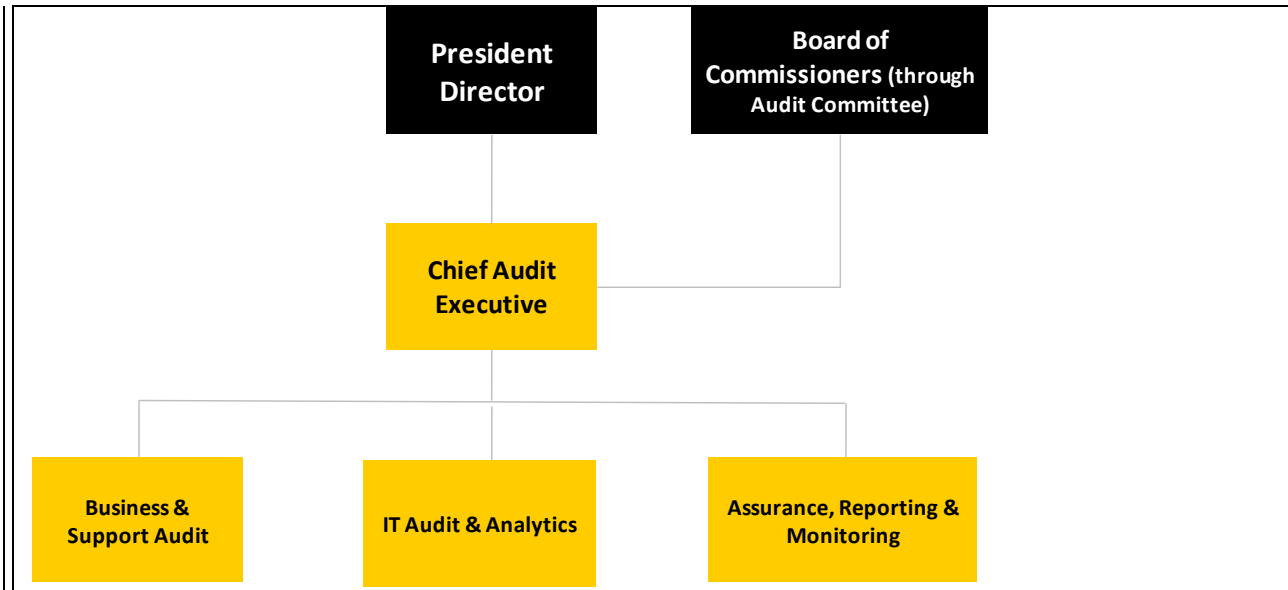 President
Director
Board of
Commissioners (through
Audit Committee)
Chief Audit
Executive
Business &
Support Audit
IT Audit & Analytics
Assurance, Reporting &
Monitoring